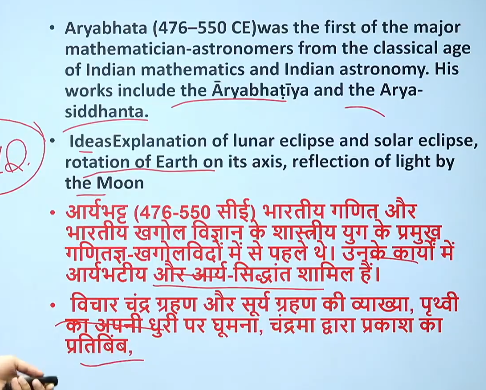 • Aryabhata (476–550 CE)was the first of the major
mathematician-astronomers from the classical age
of Indian mathematics and Indian astronomy. His
works include the Āryabhaṭīya and the Arya-
siddhanta.
• IdeasExplanation of lunar eclipse and solar eclipse,
rotation of Earth on its axis, reflection of light by
the Moon
• आर्यभट्ट (476-550 सीई) भारतीय गणित और
भारतीय खगोल विज्ञान के शास्त्रीय युग के प्रमुख
गणितज्ञ-खगोलविदों में से पहले थे। उनके कार्यों में
आर्यभटीय और आर्य-सिद्धांत शामिल हैं।
• विचार चंद्र ग्रहण और सूर्य ग्रहण की व्याख्या, पृथ्वी
का अपनी धुरी पर घूमना, चंद्रमा द्वारा प्रकाश का
प्रतिबिंब,